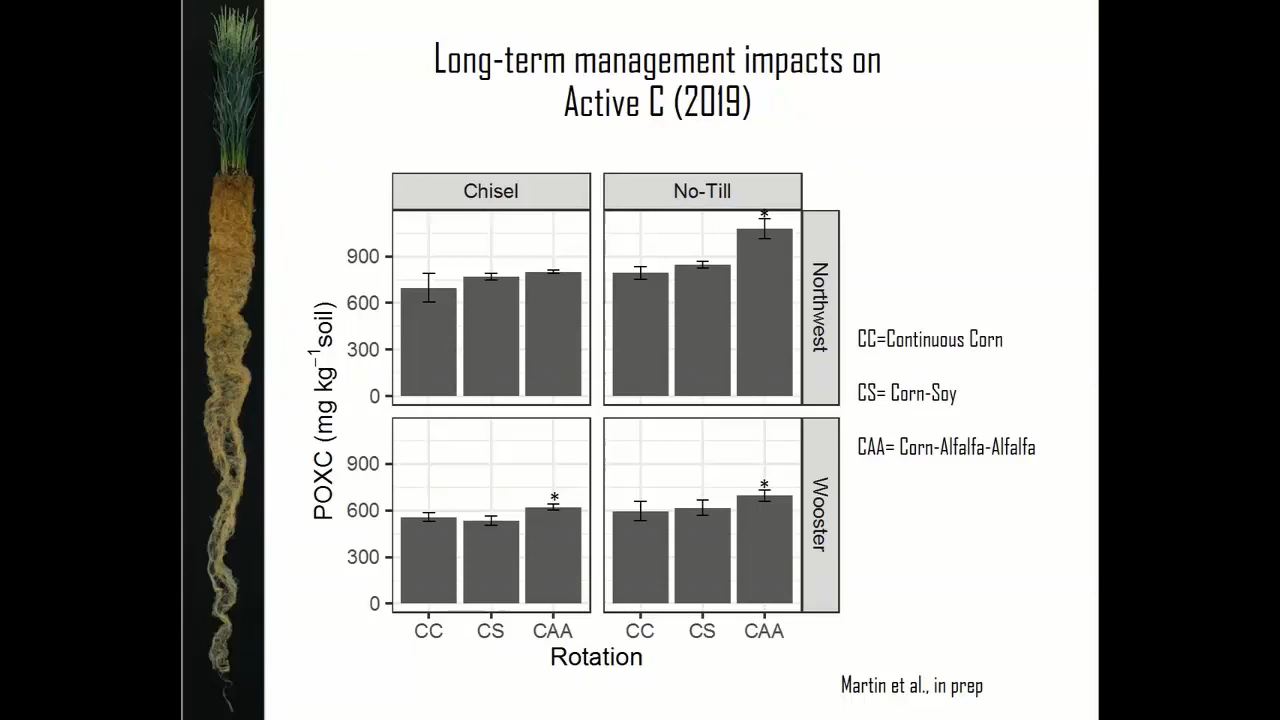 Long-term management impacts on
Active C (2019)
Chisel
No-Till
900
600
300
0
*
Northwest
900
600
300
0
*
*
Wooster
POXC (mg kg⁻¹soil)
CC CS CAA
CC CS CAA
Rotation
CC=Continuous Corn
CS= Corn-Soy
CAA= Corn-Alfalfa-Alfalfa
Martin et al., in prep